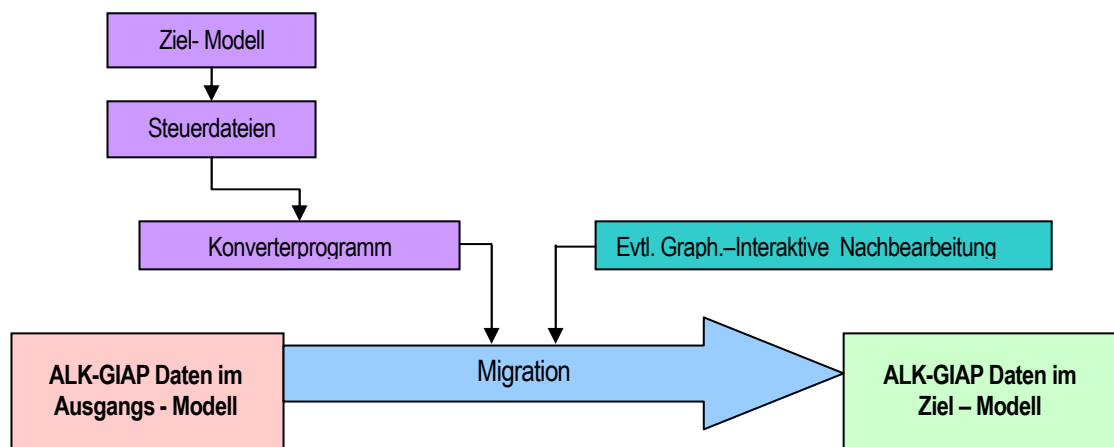 Ziel- Modell
Steuerdateien
Konverterprogramm
Evtl. Graph.–Interaktive Nachbearbeitung
ALK-GIAP Daten im
Ausgangs - Modell
Migration
ALK-GIAP Daten im
Ziel – Modell